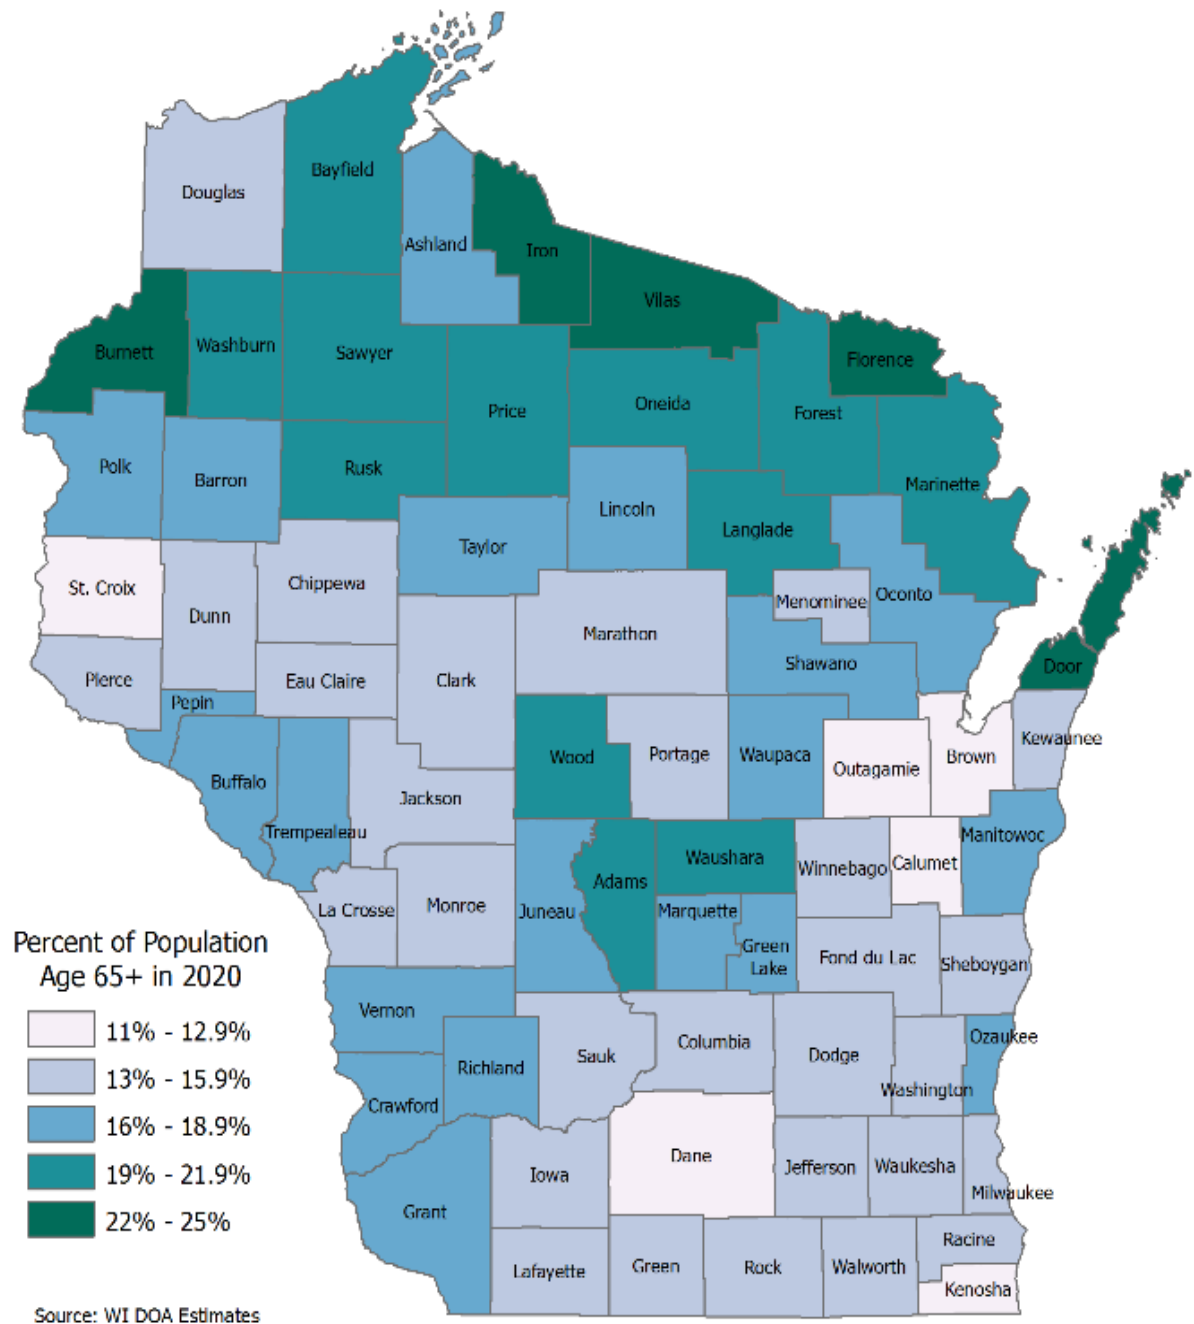 Bayfield
Douglas
Ashland
Iron
Vilas
Burnett
Washburn
Sawyer
Florence
Price
Oneida
Forest
Polk
Barron
Rusk
Marinette
Lincoln
Langlade
Taylor
St. Croix
Chippewa
Dunn
Menominee
Oconto
Marathon
Shawano
Door
Pierce
Eau Claire
Clark
Pepin
Kewaunee
Wood
Portage
Waupaca
Outagamie
Brown
Buffalo
Jackson
Trempealeau
Manitowoc
Waushara
Winnebago
Calumet
Adams
La Crosse
Monroe
Juneau
Marquette
Green
Lake
Fond du Lac
Sheboygan
Percent of Population
Age 65+ in 2020
11% - 12.9%
13% - 15.9%
16% - 18.9%
19% - 21.9%
22% - 25%
Vernon
Richland
Sauk
Columbia
Dodge
Ozaukee
Washington
Crawford
Dane
Iowa
Jefferson
Waukesha
Milwaukee
Grant
Lafayette
Green
Rock
Walworth
Racine
Kenosha
Source: WI DOA Estimates